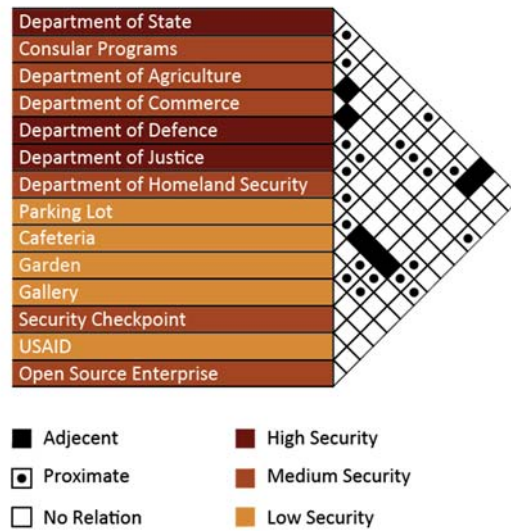 Department of State
Consular Programs
Department of Agriculture
Department of Commerce
Department of Defence
Department of Justice
Department of Homeland Security
Parking Lot
Cafeteria
Garden
Gallery
Security Checkpoint
USAID
Open Source Enterprise
Adjecent
High Security
Proximate
Medium Security
No Relation
Low Security